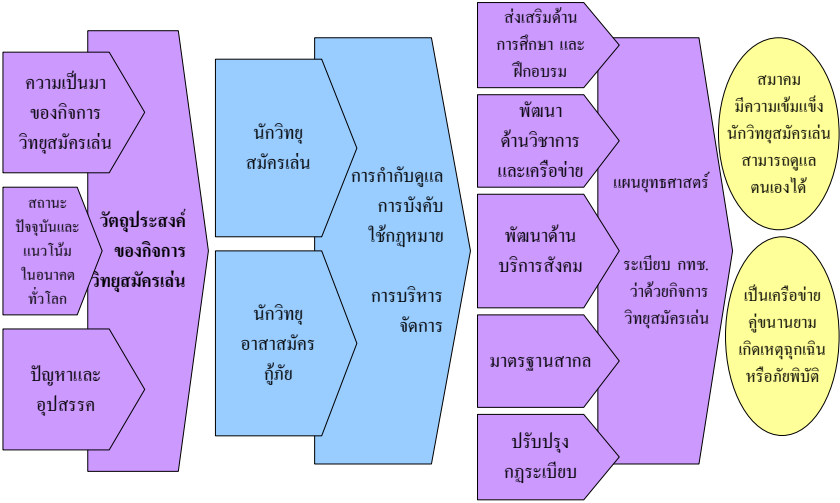 ความเป็นมา
ของกิจการ
วิทยุสมัครเล่น
สถานะ
ปัจจุบันและ
แนวโน้ม
ในอนาคต
ทั่วโลก
ปัญหาและ
อุปสรรค
วัตถุประสงค์
ของกิจการ
วิทยุสมัครเล่น
นักวิทยุ
สมัครเล่น
นักวิทยุ
อาสาสมัคร
กู้ภัย
การกำกับดูแล
การบังคับ
ใช้กฎหมาย
การบริหาร
จัดการ
ส่งเสริมด้าน
การศึกษา และ
ฝึกอบรม
พัฒนา
ด้านวิชาการ
และเครือข่าย
พัฒนาด้าน
บริการสังคม
มาตรฐานสากล
ปรับปรุง
กฎระเบียบ
แผนยุทธศาสตร์
ระเบียบ กทช.
ว่าด้วยกิจการ
วิทยุสมัครเล่น
สมาคม
มีความเข้มแข็ง
นักวิทยุสมัครเล่น
สามารถดูแล
ตนเองได้
เป็นเครือข่าย
คู่ขนานยาม
เกิดเหตุฉุกเฉิน
หรือภัยพิบัติ